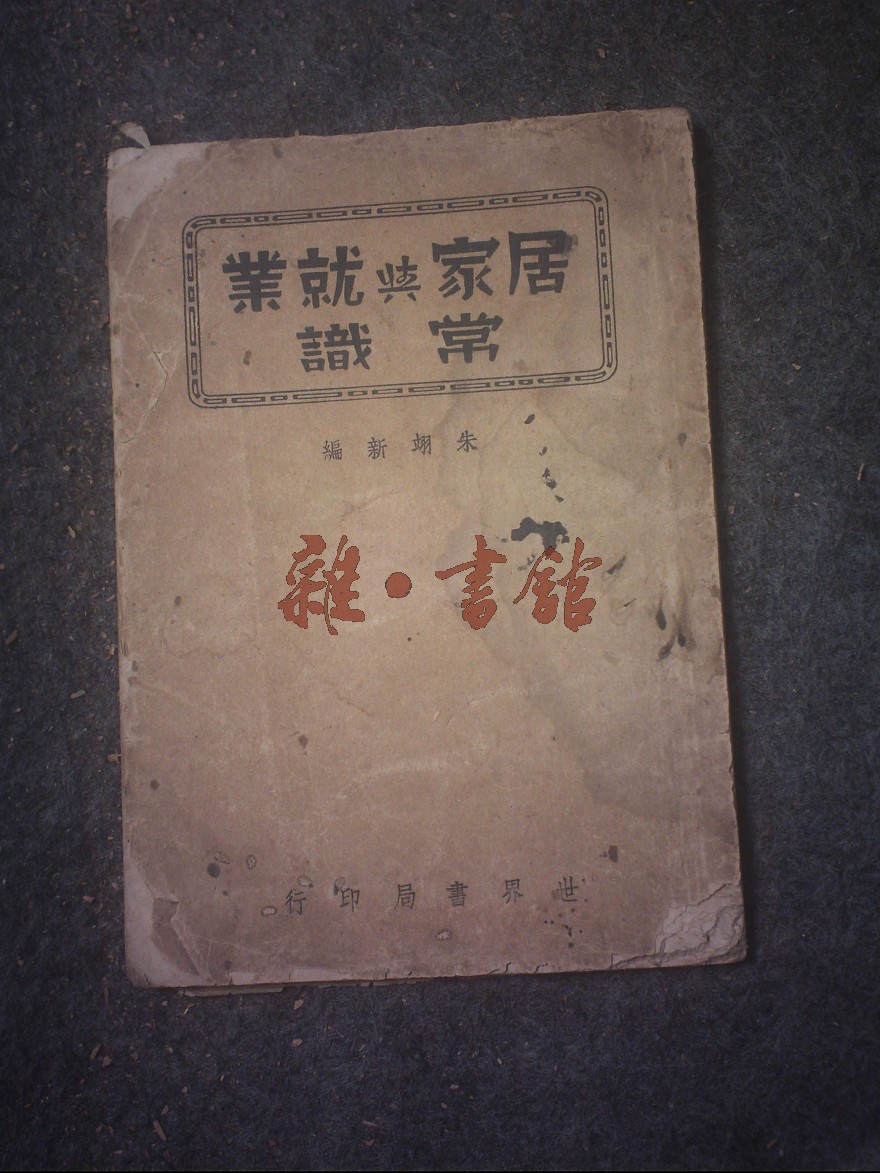 居家與就業
常識
朱翊新編
雜·書館
世界書局印行